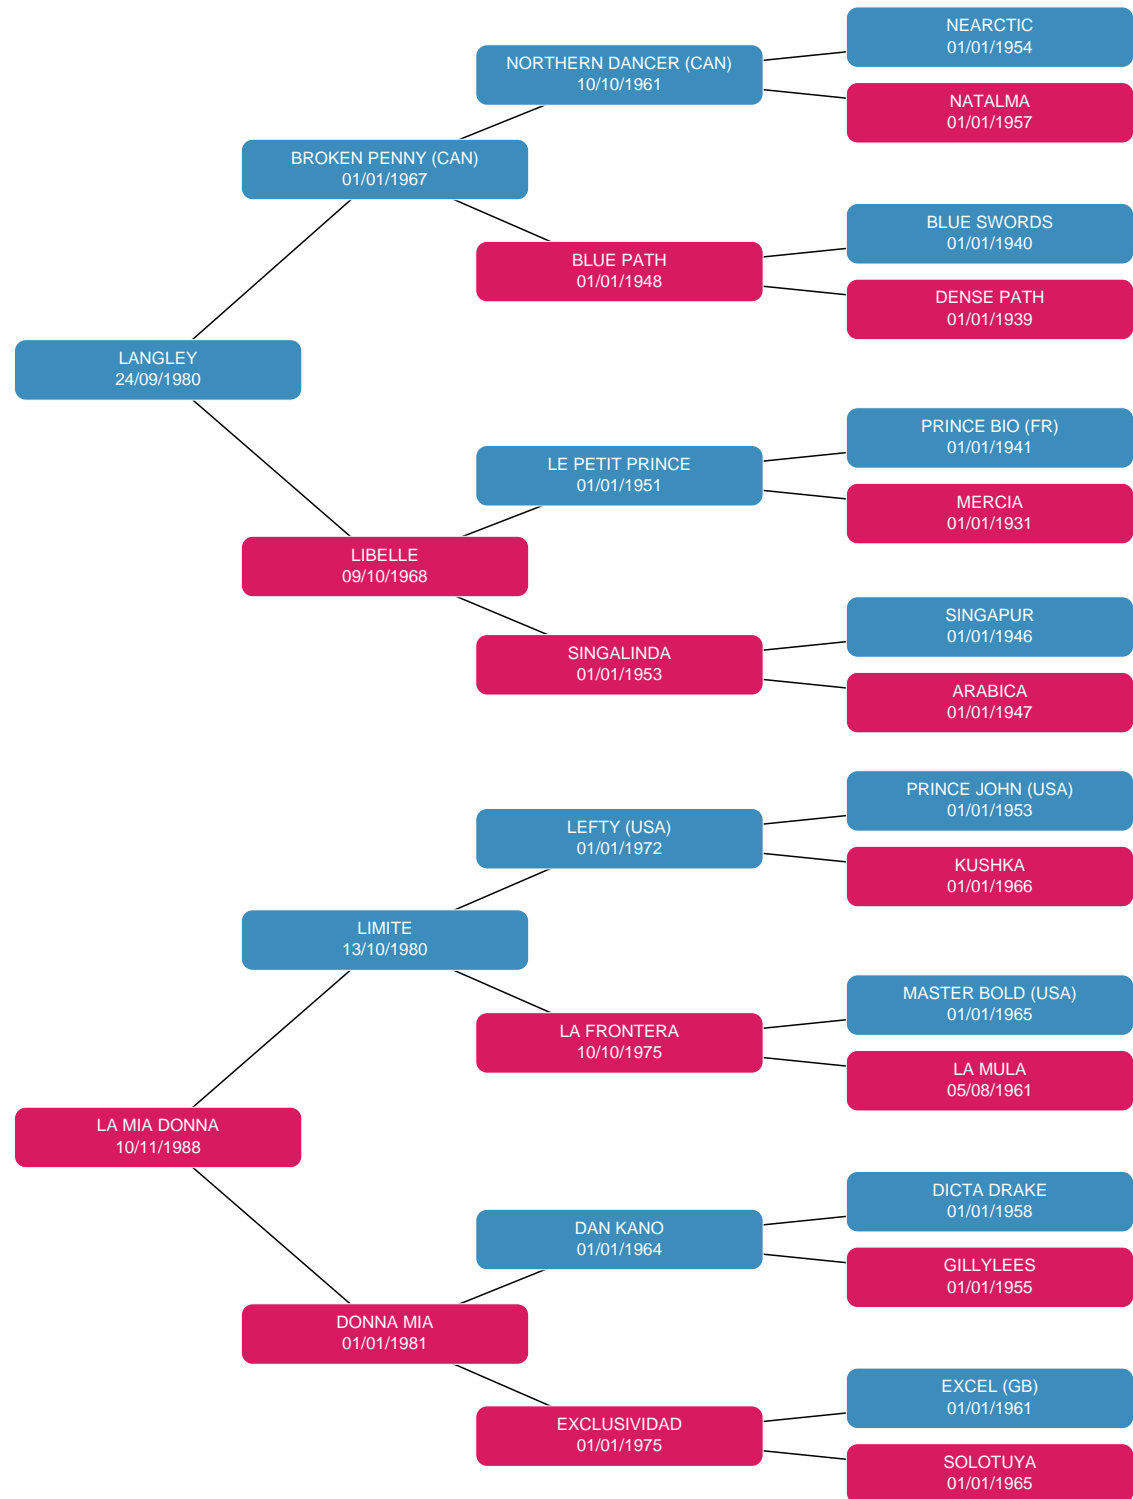 NEARCTIC
01/01/1954
NORTHERN DANCER (CAN)
10/10/1961
NATALMA
01/01/1957
BROKEN PENNY (CAN)
01/01/1967
BLUE SWORDS
01/01/1940
BLUE PATH
01/01/1948
DENSE PATH
01/01/1939
LANGLEY
24/09/1980
PRINCE BIO (FR)
01/01/1941
LE PETIT PRINCE
01/01/1951
MERCIA
01/01/1931
LIBELLE
09/10/1968
SINGAPUR
01/01/1946
SINGALINDA
01/01/1953
ARABICA
01/01/1947
PRINCE JOHN (USA)
01/01/1953
LEFTY (USA)
01/01/1972
KUSHKA
01/01/1966
LIMITE
13/10/1980
MASTER BOLD (USA)
01/01/1965
LA FRONTERA
10/10/1975
LA MULA
05/08/1961
LA MIA DONNA
10/11/1988
DICTA DRAKE
01/01/1958
DAN KANO
01/01/1964
GILLYLEES
01/01/1955
DONNA MIA
01/01/1981
EXCEL (GB)
01/01/1961
EXCLUSIVIDAD
01/01/1975
SOLOTUYA
01/01/1965